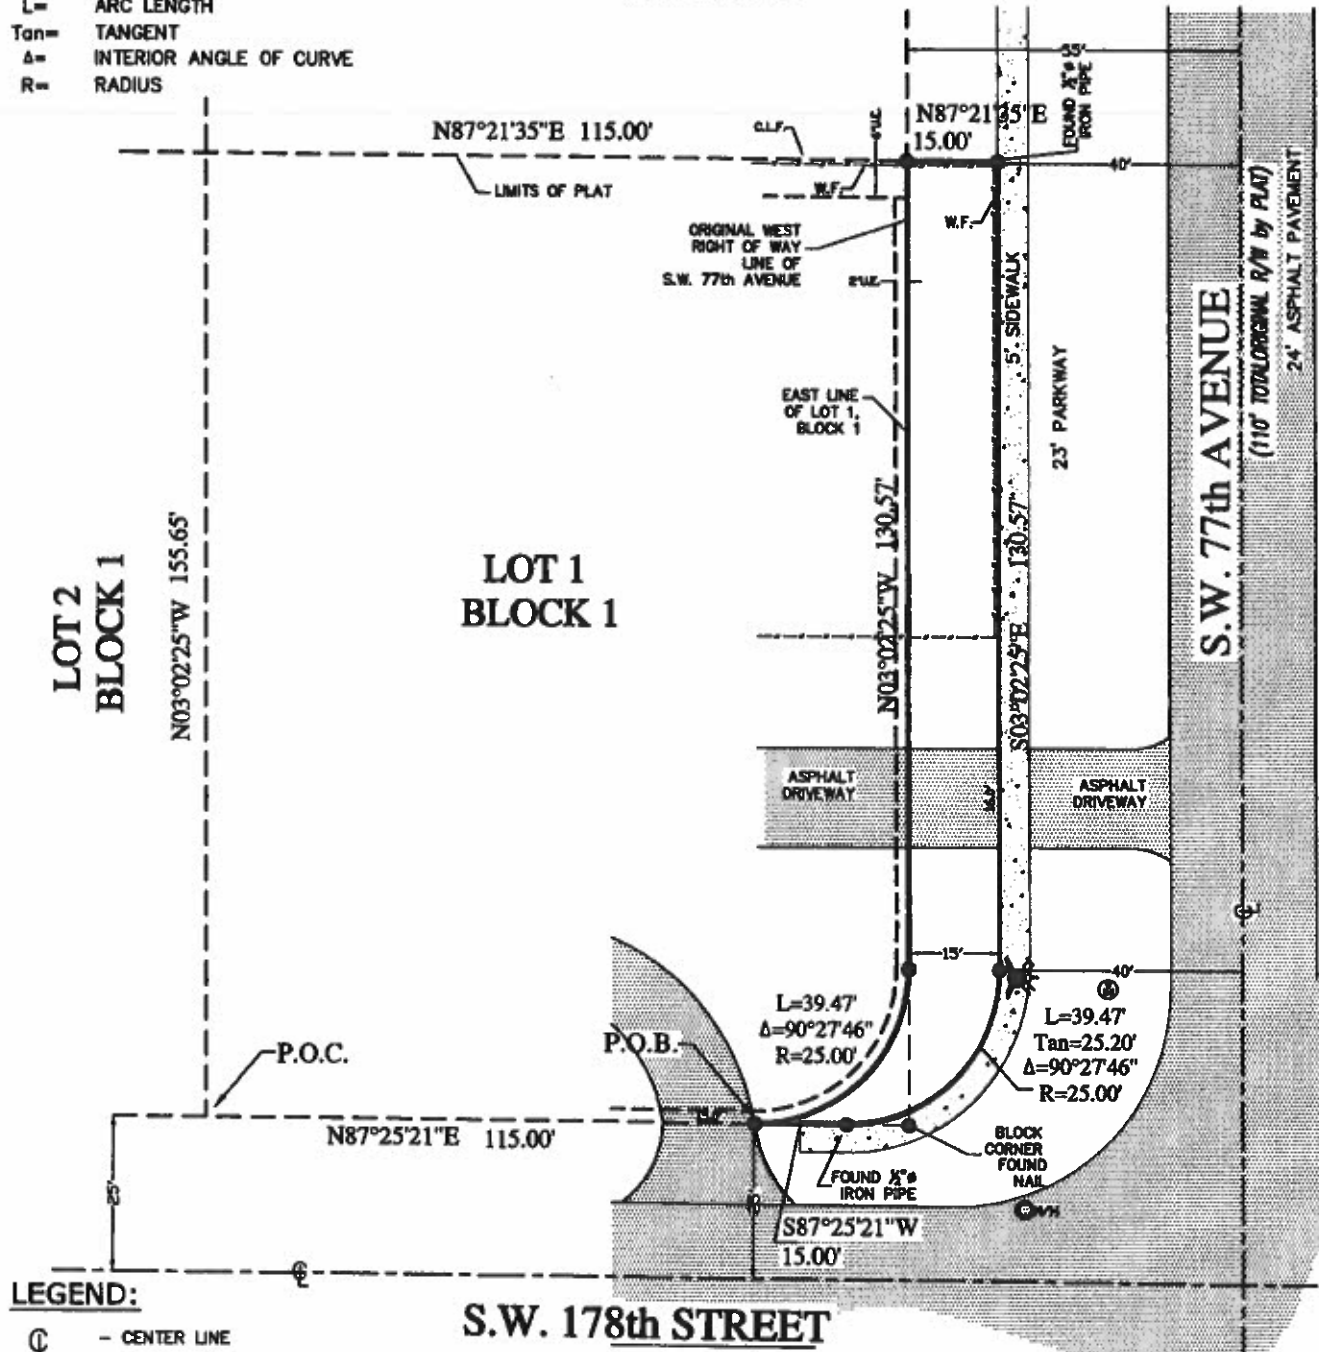 L= ARC LENGTH
Tan= TANGENT
Δ= INTERIOR ANGLE OF CURVE
R= RADIUS
55'
FOUND ½"ø
IRON PIPE
N87°21'35"E 115.00'
C.L.F.
6'U.E.
N87°21'35"E
15.00'
LIMITS OF PLAT
W.F.
40'
W.F.
ORIGINAL WEST
RIGHT OF WAY
LINE OF
S.W. 77th AVENUE
2'U.E.
5' SIDEWALK
23' PARKWAY
S.W. 77th AVENUE
(110' TOTAL ORIGINAL R/W by PLAT)
24' ASPHALT PAVEMENT
EAST LINE
OF LOT 1,
BLOCK 1
N03°02'25"W 130.57'
S03°02'25"E 130.57'
LOT 2
BLOCK 1
N03°02'25"W 155.65'
LOT 1
BLOCK 1
ASPHALT
DRIVEWAY
ASPHALT
DRIVEWAY
15'
40'
L=39.47'
Δ=90°27'46"
R=25.00'
L=39.47'
Tan=25.20'
Δ=90°27'46"
R=25.00'
P.O.C.
P.O.B.
N87°25'21"E 115.00'
25'
BLOCK
CORNER
FOUND
NAIL
FOUND ½"ø
IRON PIPE
S87°25'21"W
15.00'
LEGEND:
S.W. 178th STREET
- CENTER LINE